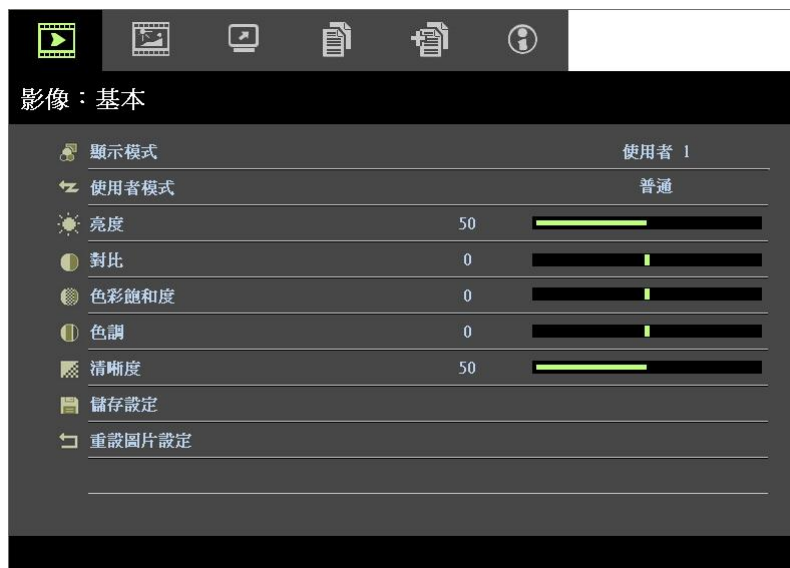 影像：基本
顯示模式 使用者 1
使用者模式 普通
亮度 50
對比 0
色彩飽和度 0
色調 0
清晰度 50
儲存設定
重設圖片設定